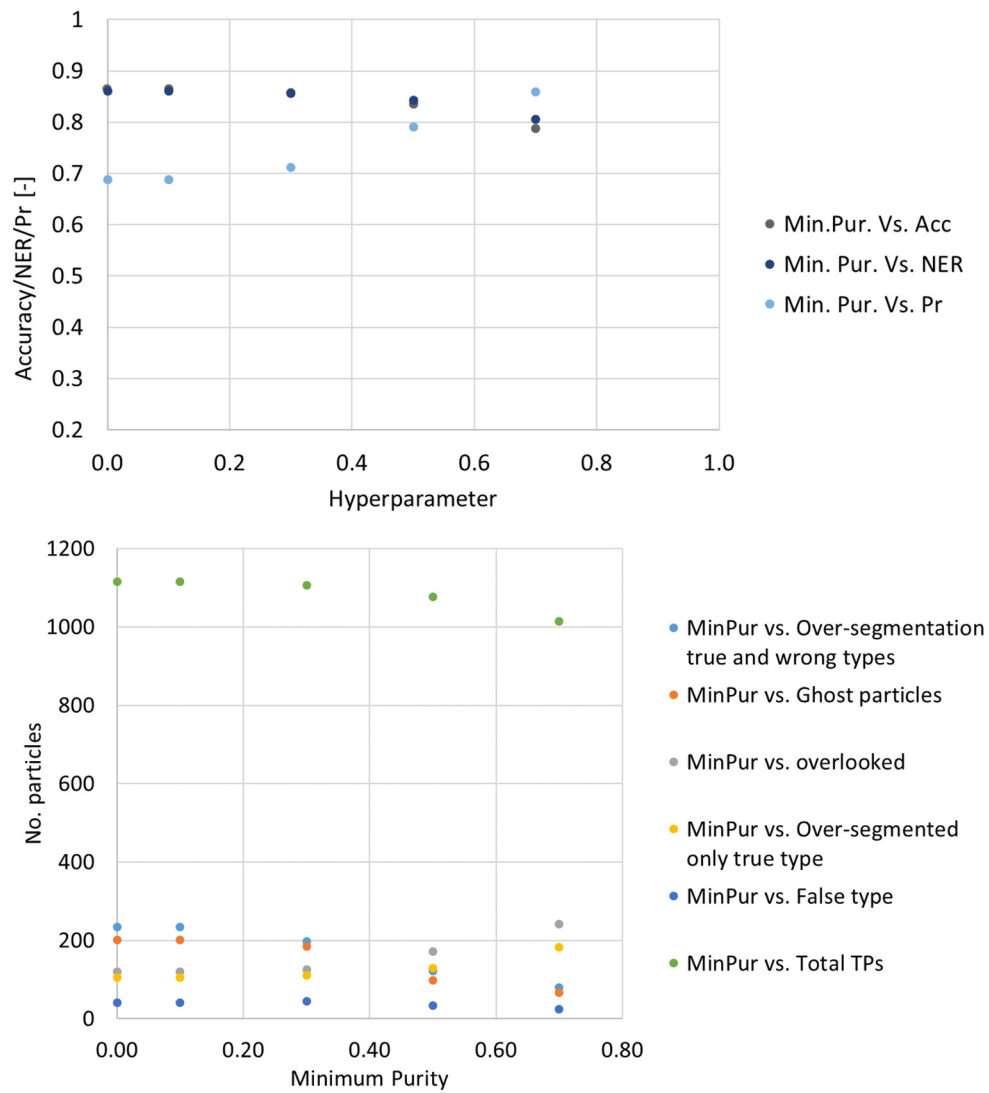 1
0.9
0.8
0.7
0.6
0.5
0.4
0.3
0.2
Accuracy/NER/Pr [-]
0.0 0.2 0.4 0.6 0.8 1.0
Hyperparameter
Min.Pur. Vs. Acc
Min. Pur. Vs. NER
Min. Pur. Vs. Pr
1200
1000
800
600
400
200
0
No. particles
0.00 0.20 0.40 0.60 0.80
Minimum Purity
MinPur vs. Over-segmentation
true and wrong types
MinPur vs. Ghost particles
MinPur vs. overlooked
MinPur vs. Over-segmented
only true type
MinPur vs. False type
MinPur vs. Total TPs